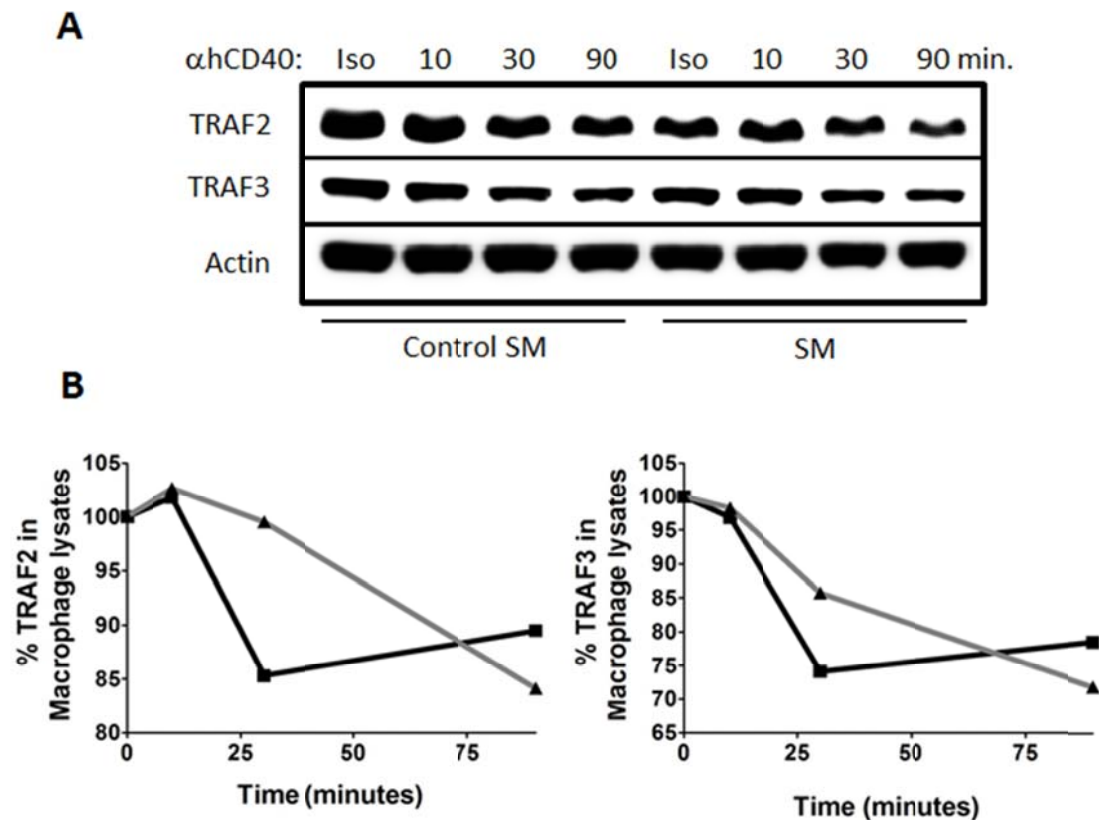 A
αhCD40: Iso 10 30 90 Iso 10 30 90 min.
TRAF2
TRAF3
Actin
Control SM SM
B
% TRAF2 in
Macrophage lysates
105
100
95
90
85
80
0 25 50 75
Time (minutes)
% TRAF3 in
Macrophage lysates
105
100
95
90
85
80
75
70
65
0 25 50 75
Time (minutes)